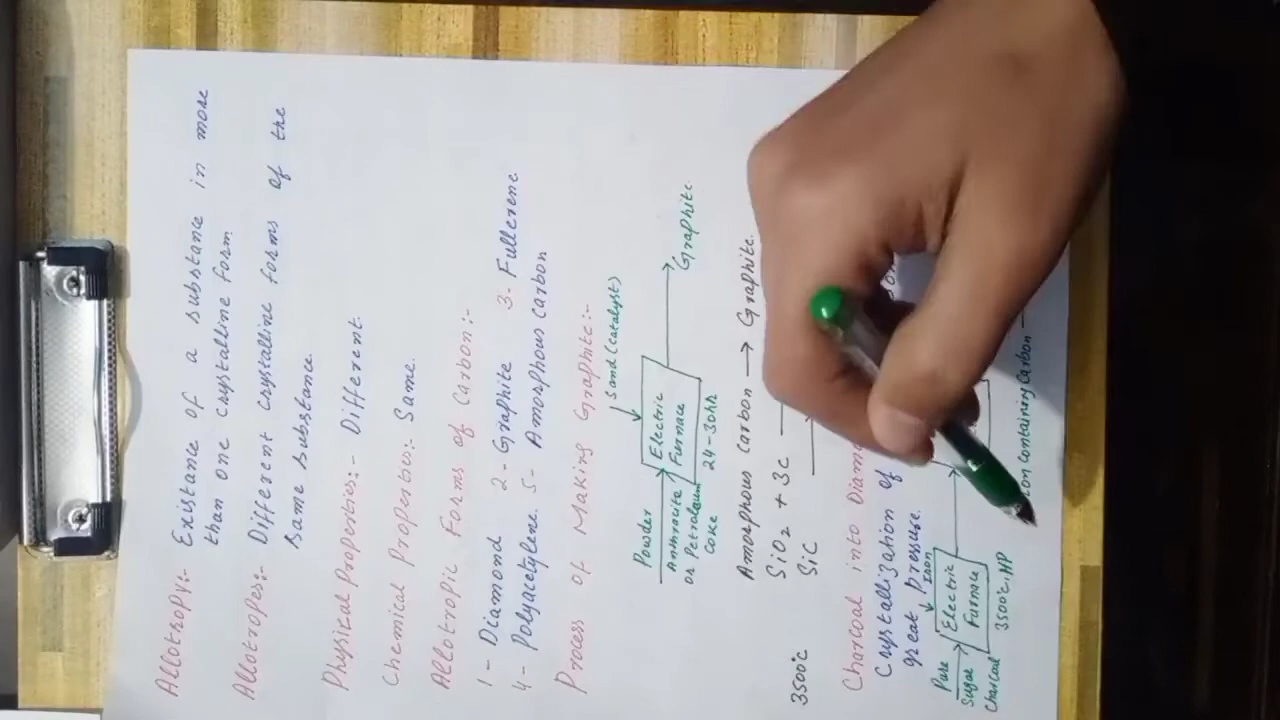 Allotropy:- Existance of a substance in more
than one crystalline form
Allotropes:- Different crystalline forms of the
same substance
Physical Properties:- Different.
Chemical Properties:- Same.
Allotropic Forms of Carbon:-
1- Diamond 2- Graphite 3- Fullerene
4- Polyacetylene. 5- Amorphous carbon
Process of Making Graphite:-
Sand (catalyst)
Powder
Anthracite
or Petroleum
coke
Electric
Furnace
24-30hr
Graphite.
Amorphous carbon → Graphite.
SiO2 + 3C
SiC
3500°C
Charcoal into
Crystallization of
great pressure.
Iron
Pure
Sugar
Charcoal
Electric
Furnace
3500°C, HP
containing carbon